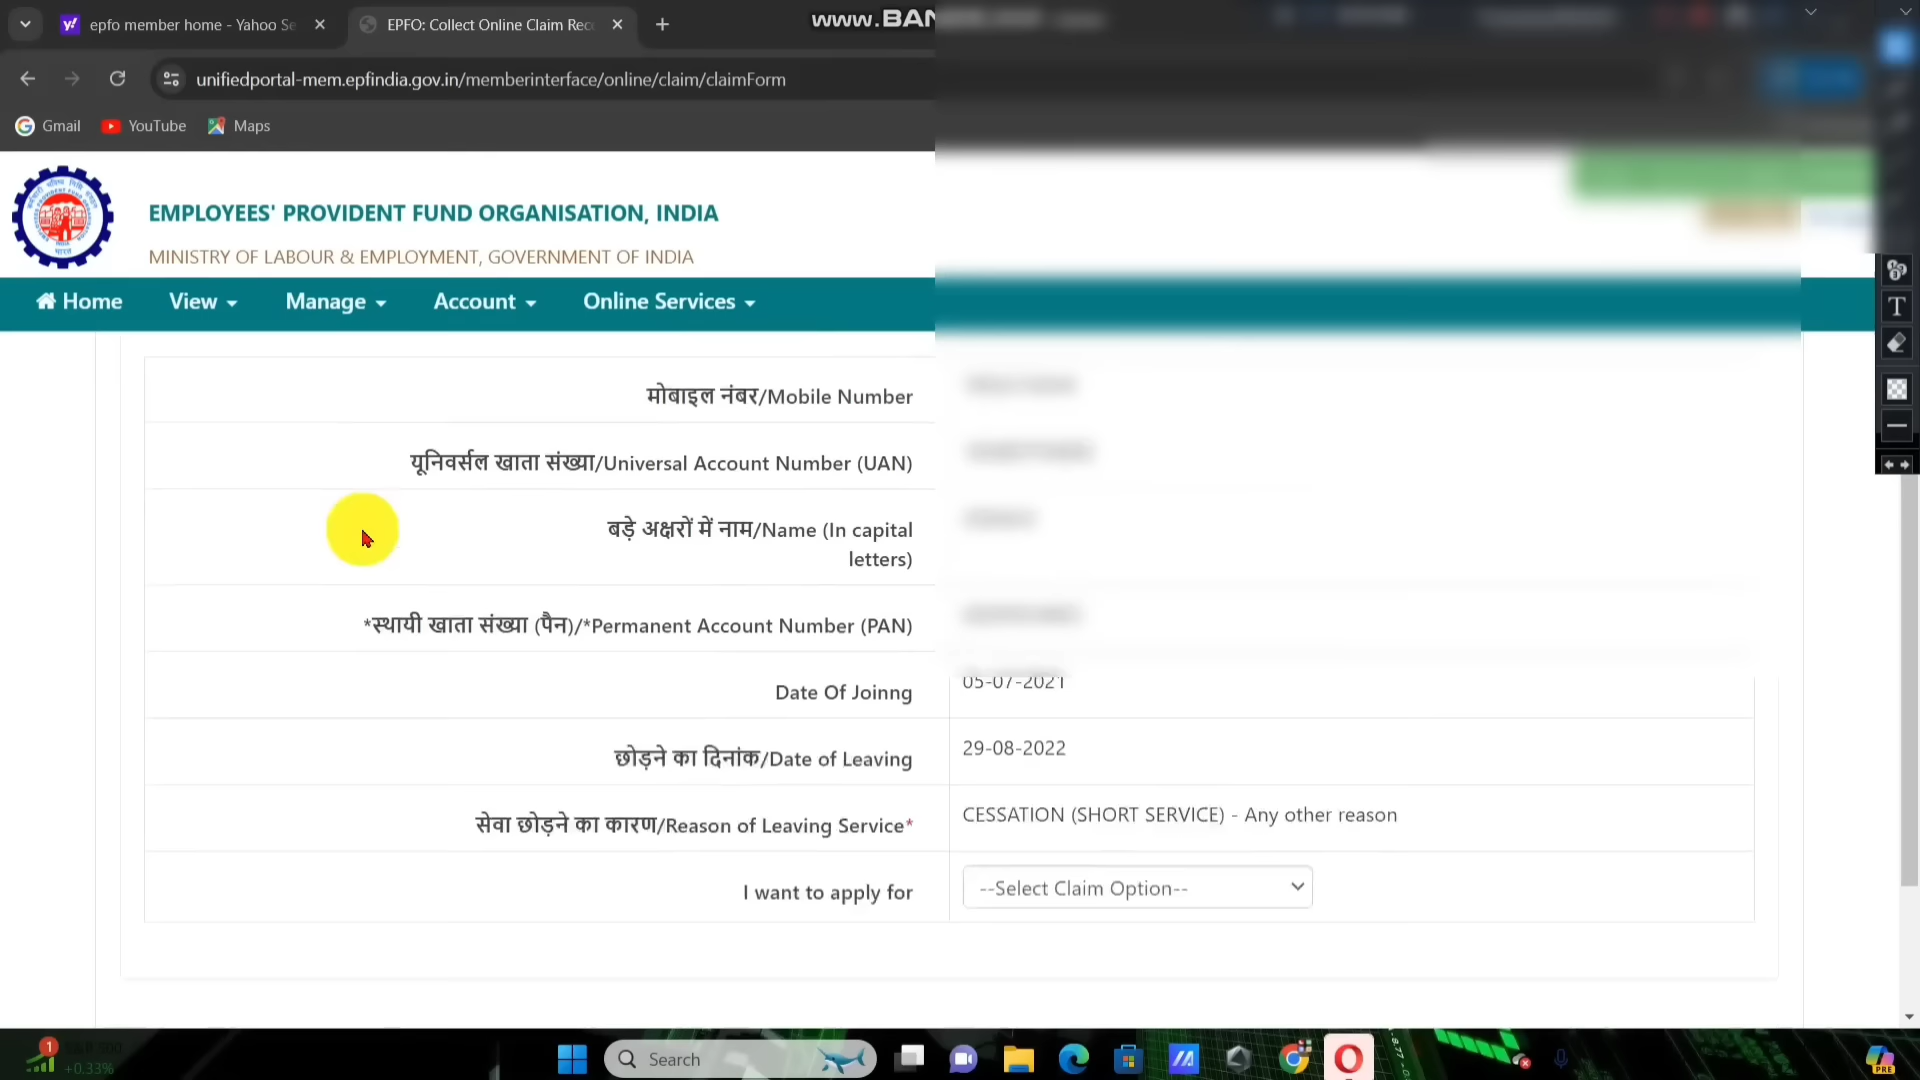 epfo member home - Yahoo Se
EPFO: Collect Online Claim Rec
www.BAN
unifiedportal-mem.epfindia.gov.in/memberinterface/online/claim/claimForm
Gmail YouTube Maps
EMPLOYEES' PROVIDENT FUND ORGANISATION, INDIA
MINISTRY OF LABOUR & EMPLOYMENT, GOVERNMENT OF INDIA
Home View Manage Account Online Services
मोबाइल नंबर/Mobile Number
यूनिवर्सल खाता संख्या/Universal Account Number (UAN)
बड़े अक्षरों में नाम/Name (In capital
letters)
*स्थायी खाता संख्या (पैन)/*Permanent Account Number (PAN)
Date Of Joinng 05-07-2021
छोड़ने का दिनांक/Date of Leaving 29-08-2022
सेवा छोड़ने का कारण/Reason of Leaving Service* CESSATION (SHORT SERVICE) - Any other reason
I want to apply for --Select Claim Option--
1
+0.33%
Search
PRE